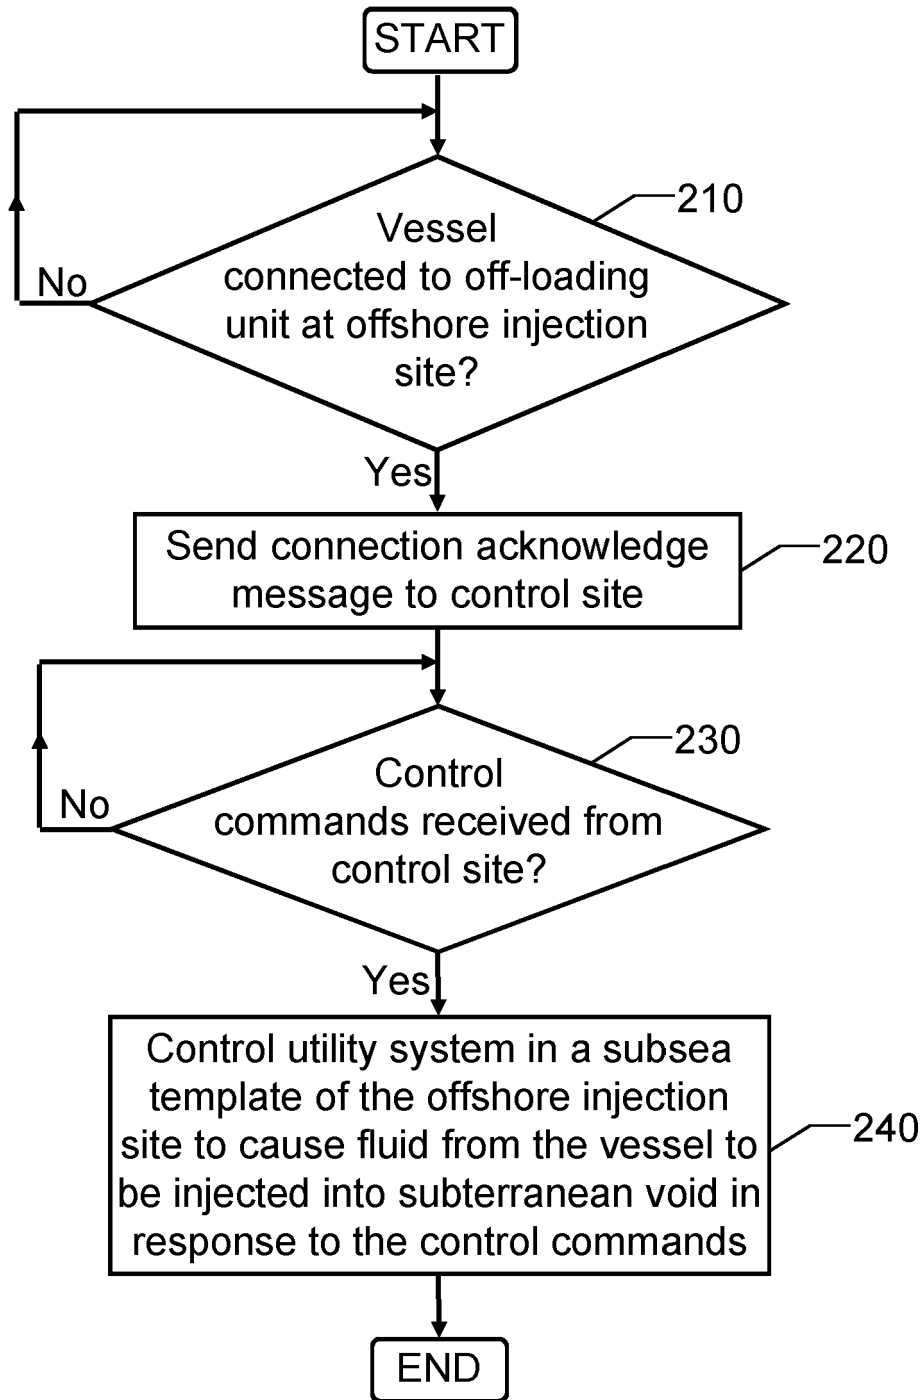 START
210
Vessel
connected to off-loading
unit at offshore injection
site?
No
Yes
Send connection acknowledge
message to control site
220
230
Control
commands received from
control site?
No
Yes
Control utility system in a subsea
template of the offshore injection
site to cause fluid from the vessel to
be injected into subterranean void in
response to the control commands
240
END